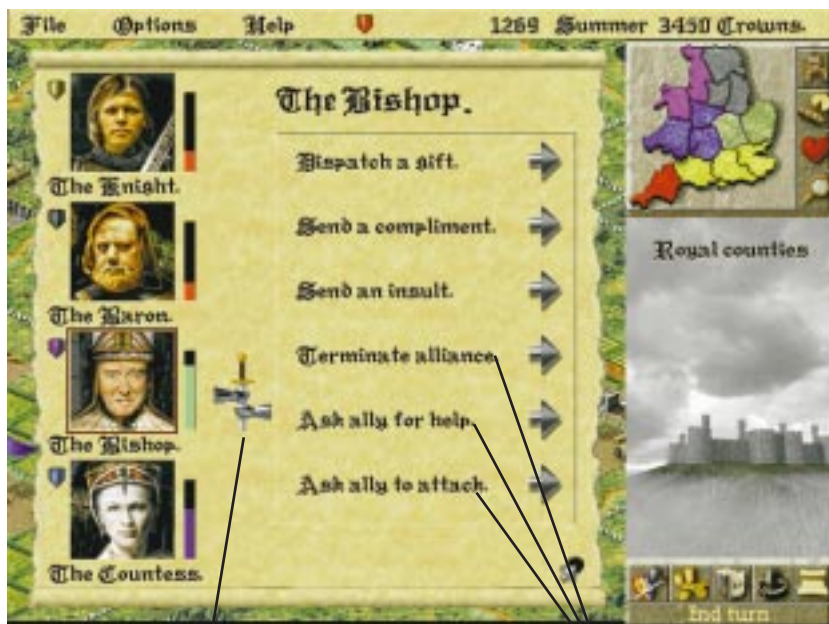 File Options Help 1269 Summer 3450 Crowns.
The Bishop.
Dispatch a gift.
Send a compliment.
Send an insult.
Terminate alliance.
Ask ally for help.
Ask ally to attack.
The Knight.
The Baron.
The Bishop.
The Countess.
Royal counties
End turn